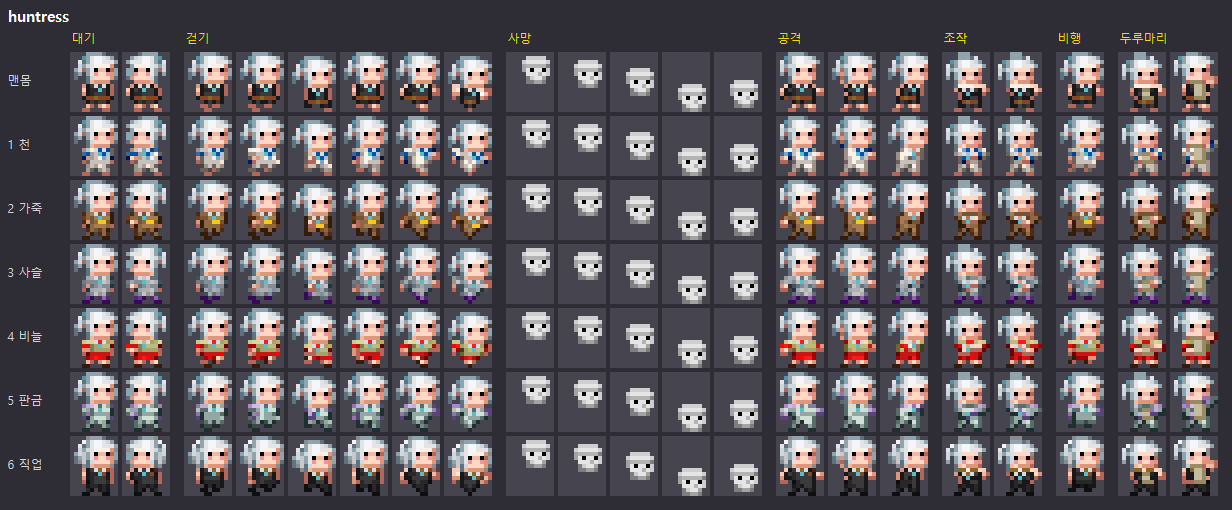 huntress
대기 걷기 사망 공격 조작 비행 두루마리
맨몸
1 천
2 가죽
3 사슬
4 비늘
5 판금
6 직업